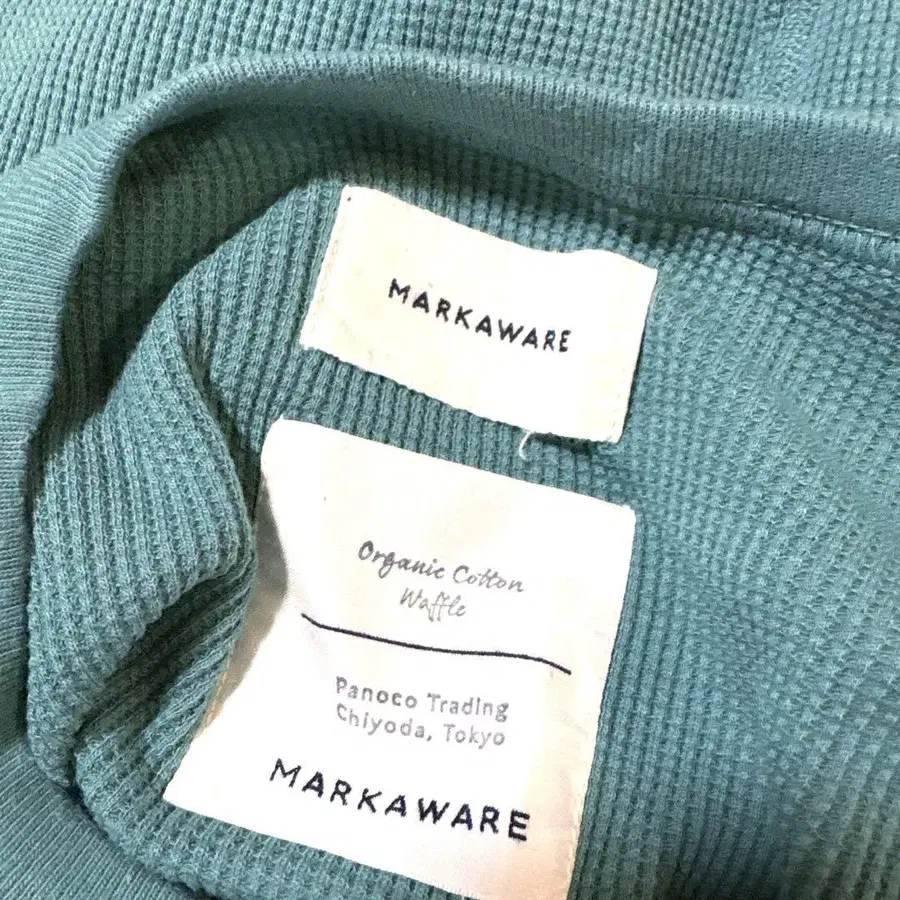 MARKAWARE
Organic Cotton
Waffle
Panoco Trading
Chiyoda, Tokyo
MARKAWARE